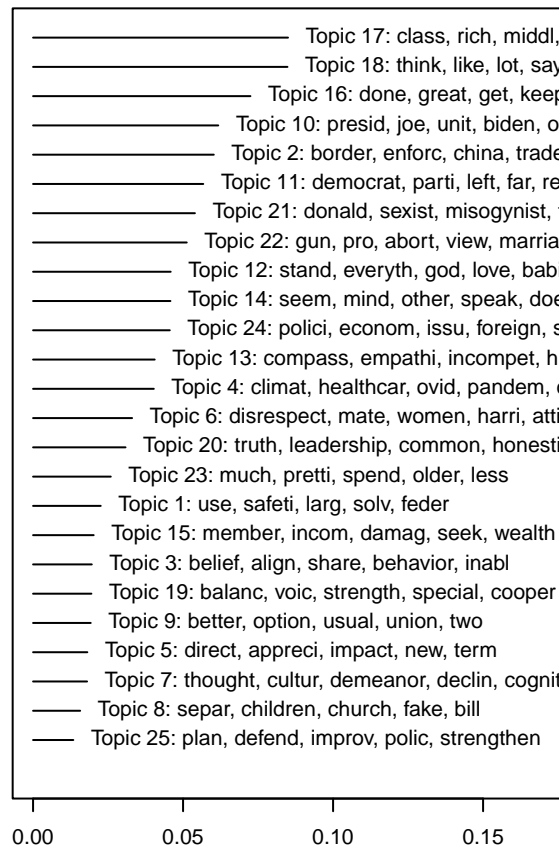 Topic 17: class, rich, middl,
Topic 18: think, like, lot, say
Topic 16: done, great, get, keep
Topic 10: presid, joe, unit, biden, o
Topic 2: border, enforc, china, trade
Topic 11: democrat, parti, left, far, re
Topic 21: donald, sexist, misogynist,
Topic 22: gun, pro, abort, view, marria
Topic 12: stand, everyth, god, love, bab
Topic 14: seem, mind, other, speak, doe
Topic 24: polici, econom, issu, foreign, s
Topic 13: compass, empathi, incompet, h
Topic 4: climat, healthcar, ovid, pandem,
Topic 6: disrespect, mate, women, harri, atti
Topic 20: truth, leadership, common, honesti
Topic 23: much, pretti, spend, older, less
Topic 1: use, safeti, larg, solv, feder
Topic 15: member, incom, damag, seek, wealth
Topic 3: belief, align, share, behavior, inabl
Topic 19: balanc, voic, strength, special, cooper
Topic 9: better, option, usual, union, two
Topic 5: direct, appreci, impact, new, term
Topic 7: thought, cultur, demeanor, declin, cognit
Topic 8: separ, children, church, fake, bill
Topic 25: plan, defend, improv, polic, strengthen
0.00 0.05 0.10 0.15